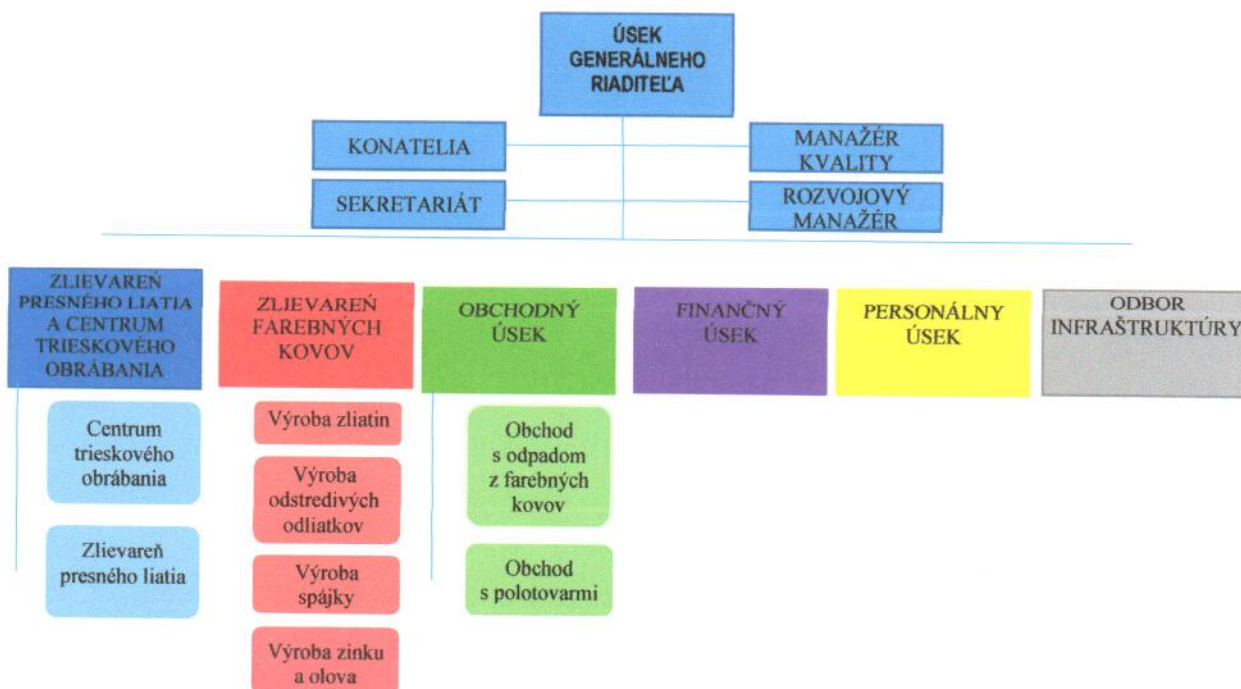 ÚSEK
GENERÁLNEHO
RIADITEĽA
KONATELIA
MANAŽÉR
KVALITY
SEKRETARIÁT
ROZVOJOVÝ
MANAŽÉR
ZLIEVAREŇ
PRESNÉHO LIATIA
A CENTRUM
TRIESKOVÉHO
OBRÁBANIA
ZLIEVAREŇ
FAREBNÝCH
KOVOV
OBCHODNÝ
ÚSEK
FINANČNÝ
ÚSEK
PERSONÁLNY
ÚSEK
ODBOR
INFRAŠTRUKTÚRY
Centrum
trieskového
obrábania
Zlievareň
presného liatia
Výroba zliatin
Výroba
odstredivých
odliatkov
Výroba
spájky
Výroba zinku
a olova
Obchod
s odpadom
z farebných
kovov
Obchod
s polotovarmi